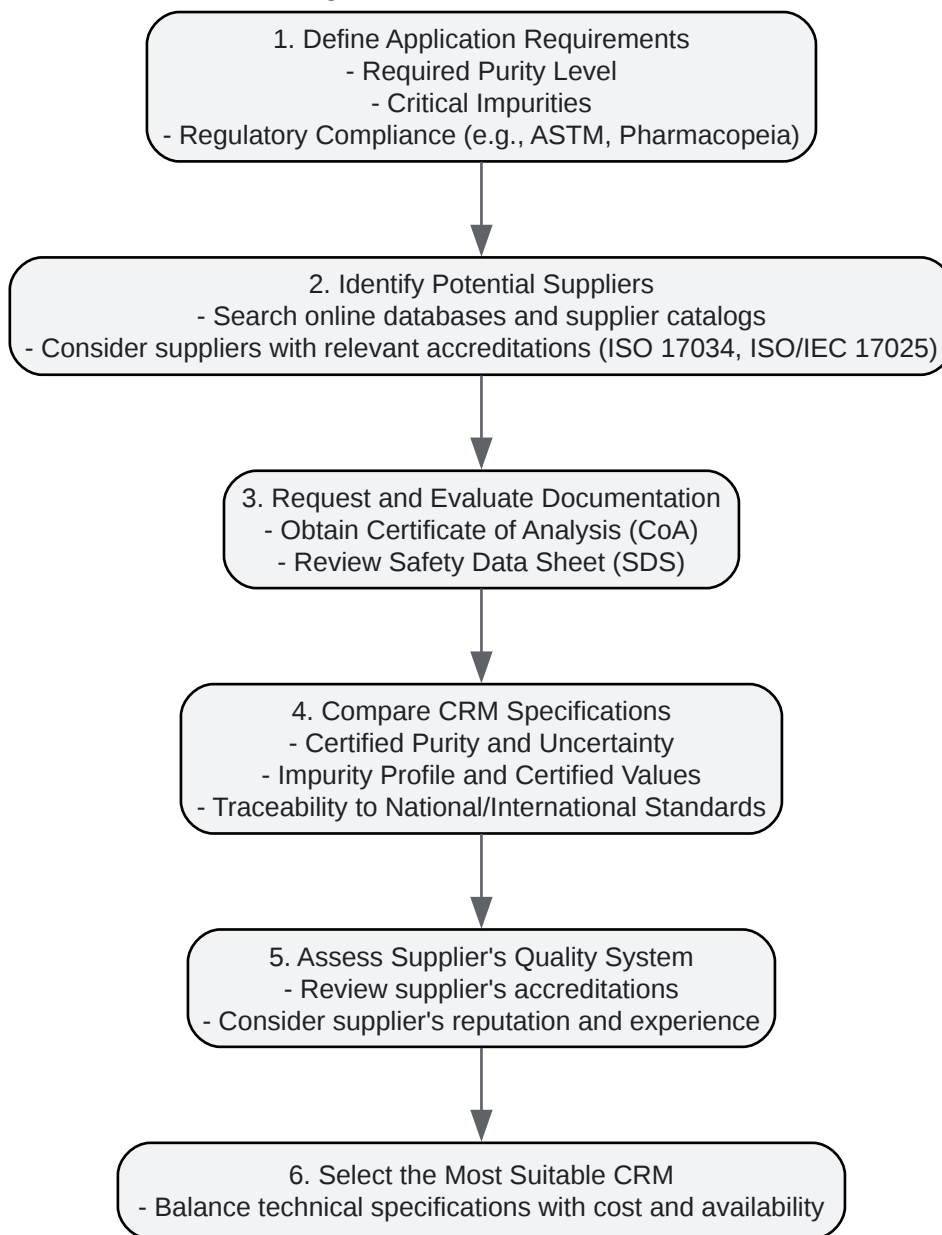 1. Define Application Requirements
- Required Purity Level
- Critical Impurities
- Regulatory Compliance (e.g., ASTM, Pharmacopeia)
2. Identify Potential Suppliers
- Search online databases and supplier catalogs
- Consider suppliers with relevant accreditations (ISO 17034, ISO/IEC 17025)
3. Request and Evaluate Documentation
- Obtain Certificate of Analysis (CoA)
- Review Safety Data Sheet (SDS)
4. Compare CRM Specifications
- Certified Purity and Uncertainty
- Impurity Profile and Certified Values
- Traceability to National/International Standards
5. Assess Supplier's Quality System
- Review supplier's accreditations
- Consider supplier's reputation and experience
6. Select the Most Suitable CRM
- Balance technical specifications with cost and availability